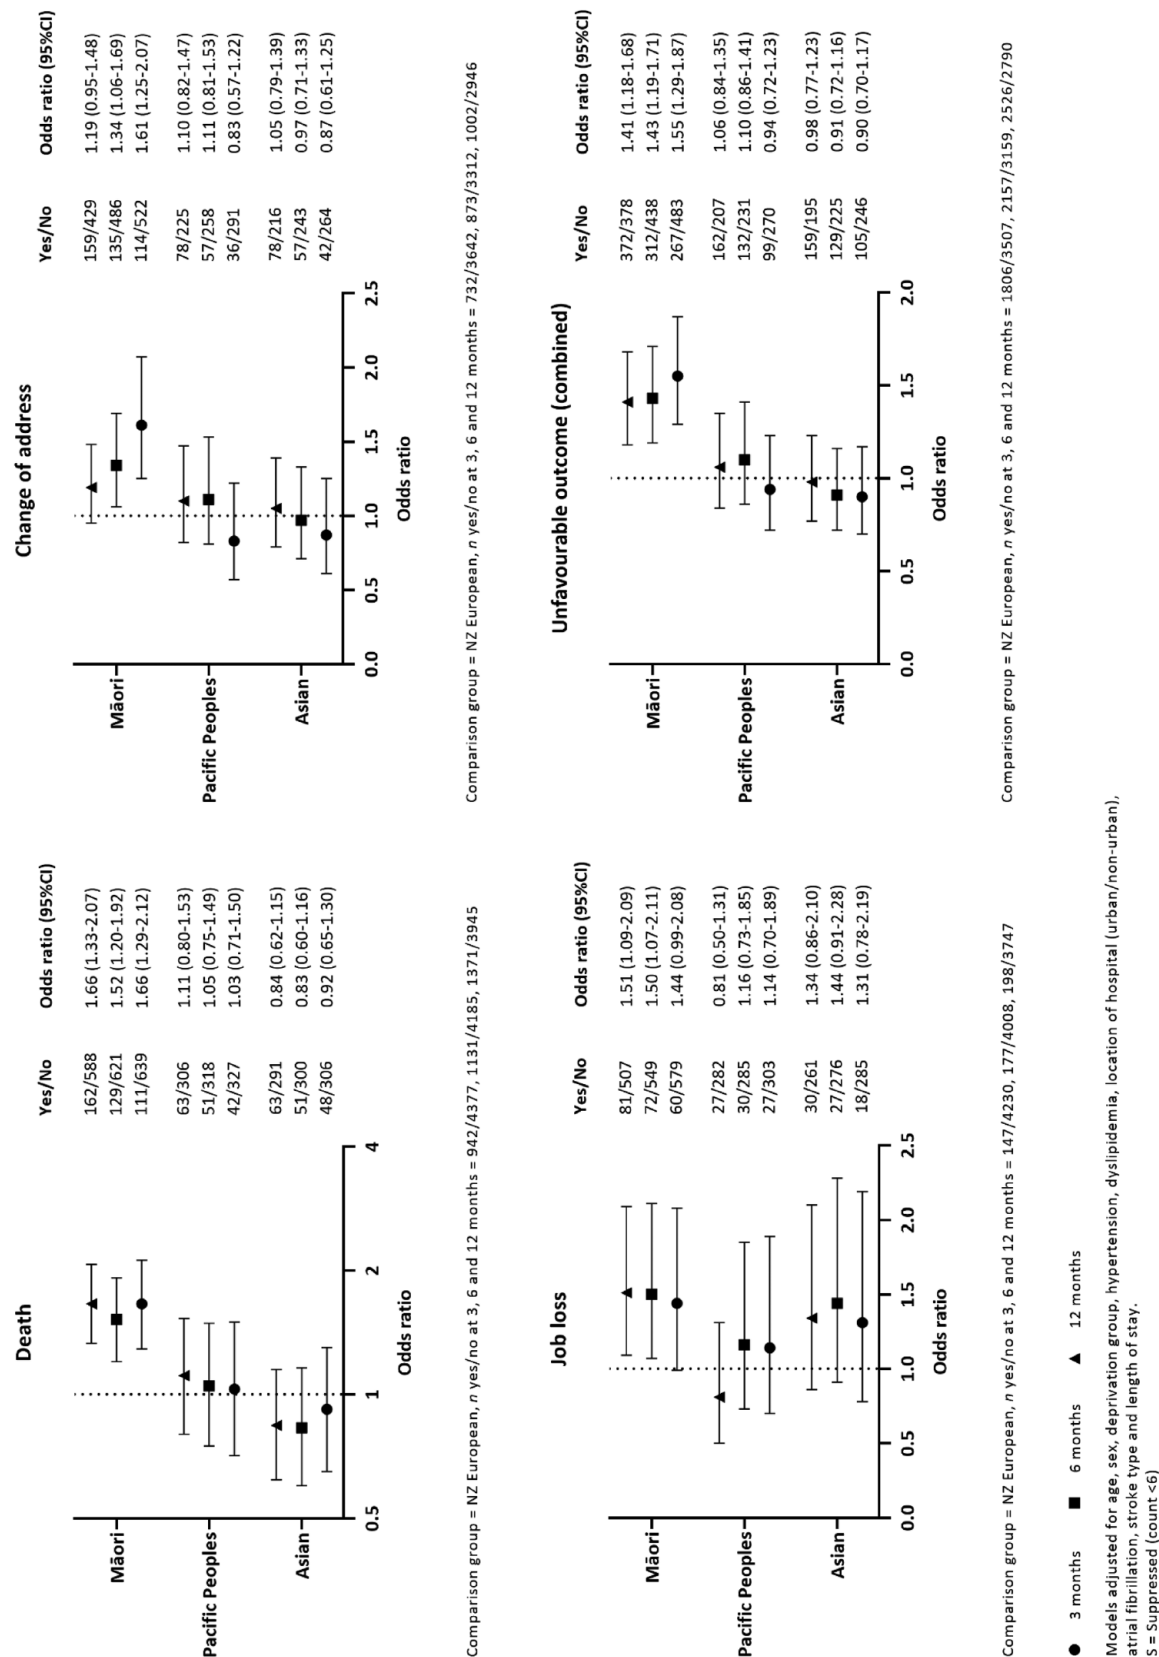 Death
Yes/No
Odds ratio (95%CI)
Māori
162/588 1.66 (1.33-2.07)
129/621 1.52 (1.20-1.92)
111/639 1.66 (1.29-2.12)
Pacific Peoples
63/306 1.11 (0.80-1.53)
51/318 1.05 (0.75-1.49)
42/327 1.03 (0.71-1.50)
Asian
63/291 0.84 (0.62-1.15)
51/300 0.83 (0.60-1.16)
48/306 0.92 (0.65-1.30)
0.5 1 2 4
Odds ratio
Comparison group = NZ European, n yes/no at 3, 6 and 12 months = 942/4377, 1131/4185, 1371/3945
Change of address
Yes/No
Odds ratio (95%CI)
Māori
159/429 1.19 (0.95-1.48)
135/486 1.34 (1.06-1.69)
114/522 1.61 (1.25-2.07)
Pacific Peoples
78/225 1.10 (0.82-1.47)
57/258 1.11 (0.81-1.53)
36/291 0.83 (0.57-1.22)
Asian
78/216 1.05 (0.79-1.39)
57/243 0.97 (0.71-1.33)
42/264 0.87 (0.61-1.25)
0.0 0.5 1.0 1.5 2.0 2.5
Odds ratio
Comparison group = NZ European, n yes/no at 3, 6 and 12 months = 732/3642, 873/3312, 1002/2946
Job loss
Yes/No
Odds ratio (95%CI)
Māori
81/507 1.51 (1.09-2.09)
72/549 1.50 (1.07-2.11)
60/579 1.44 (0.99-2.08)
Pacific Peoples
27/282 0.81 (0.50-1.31)
30/285 1.16 (0.73-1.85)
27/303 1.14 (0.70-1.89)
Asian
30/261 1.34 (0.86-2.10)
27/276 1.44 (0.91-2.28)
18/285 1.31 (0.78-2.19)
0.0 0.5 1.0 1.5 2.0 2.5
Odds ratio
Comparison group = NZ European, n yes/no at 3, 6 and 12 months = 147/4230, 177/4008, 198/3747
Unfavourable outcome (combined)
Yes/No
Odds ratio (95%CI)
Māori
372/378 1.41 (1.18-1.68)
312/438 1.43 (1.19-1.71)
267/483 1.55 (1.29-1.87)
Pacific Peoples
162/207 1.06 (0.84-1.35)
132/231 1.10 (0.86-1.41)
99/270 0.94 (0.72-1.23)
Asian
159/195 0.98 (0.77-1.23)
129/225 0.91 (0.72-1.16)
105/246 0.90 (0.70-1.17)
0.0 0.5 1.0 1.5 2.0
Odds ratio
Comparison group = NZ European, n yes/no at 3, 6 and 12 months = 1806/3507, 2157/3159, 2526/2790
3 months 6 months 12 months
Models adjusted for age, sex, deprivation group, hypertension, dyslipidemia, location of hospital (urban/non-urban),
atrial fibrillation, stroke type and length of stay.
S = Suppressed (count <6)